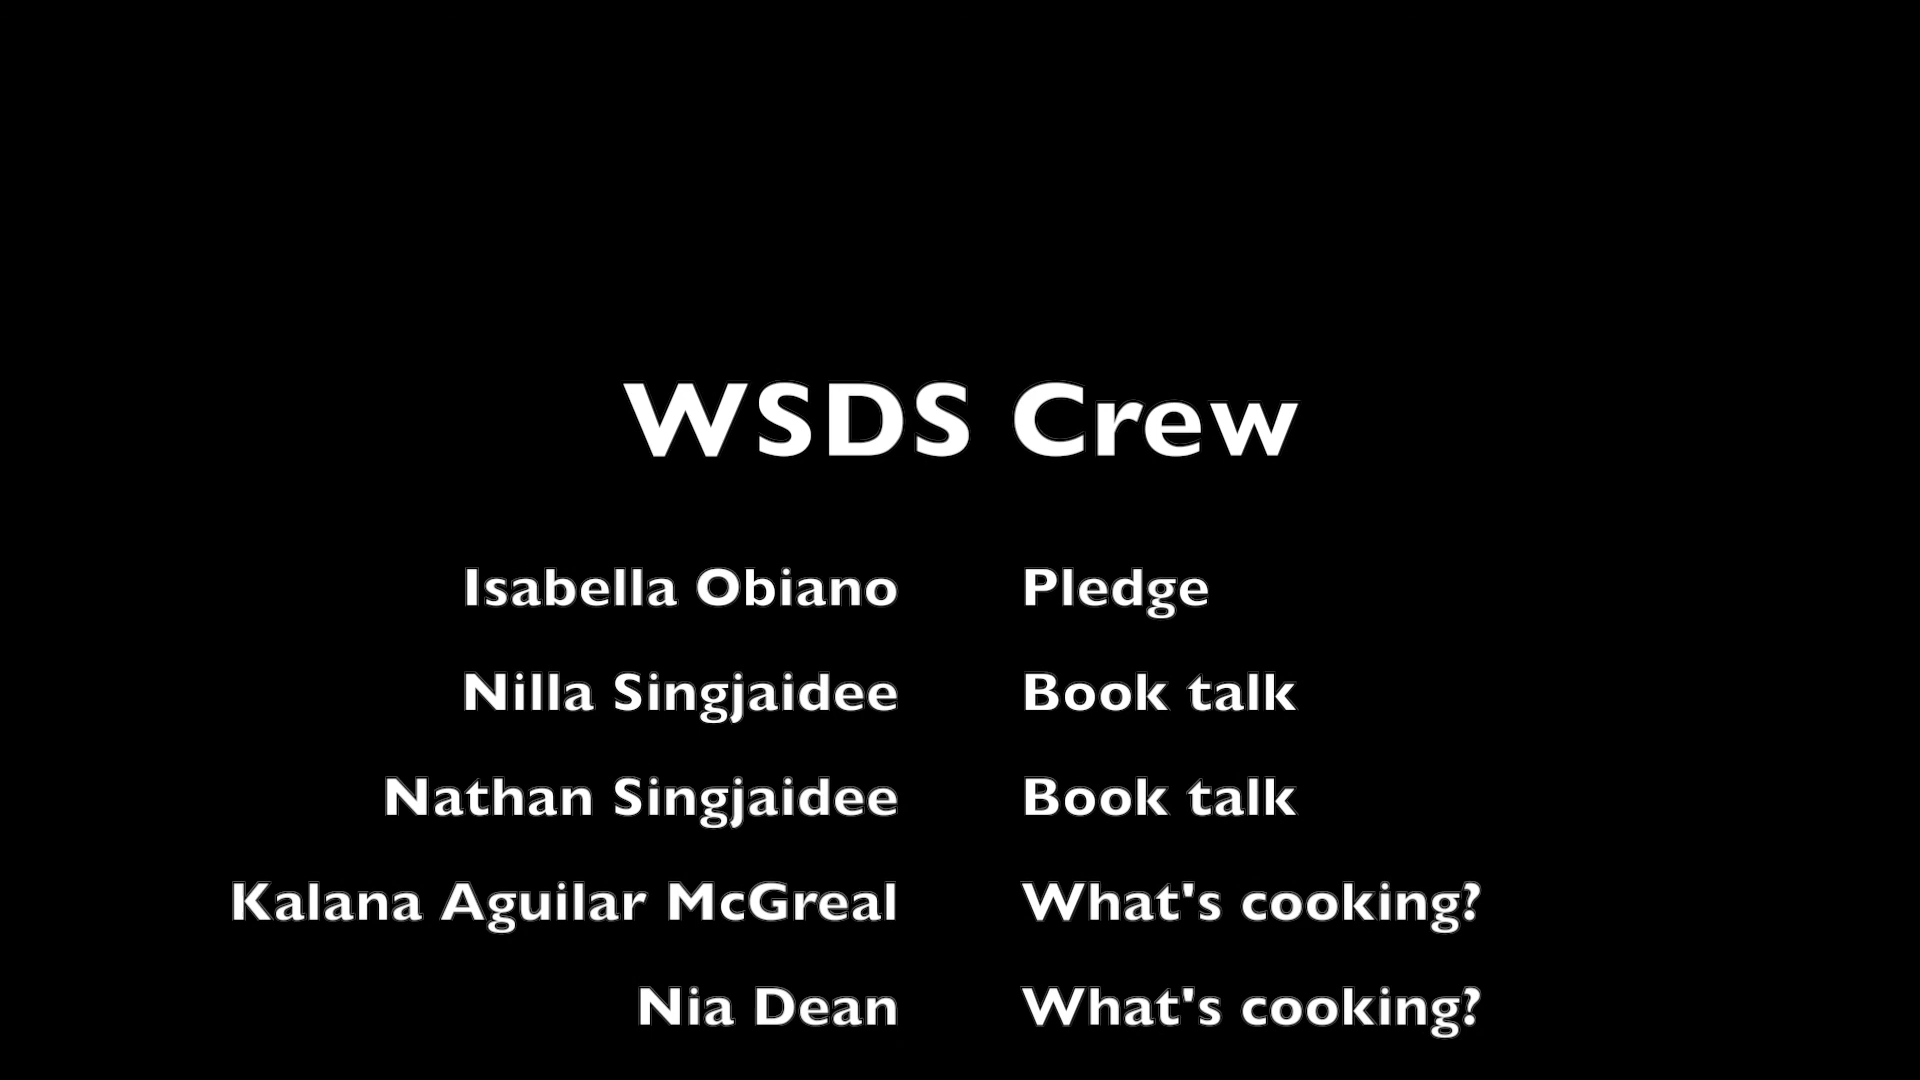 WSDS Crew
Isabella Obiano Pledge
Nilla Singjaidee Book talk
Nathan Singjaidee Book talk
Kalana Aguilar McGreal What's cooking?
Nia Dean What's cooking?